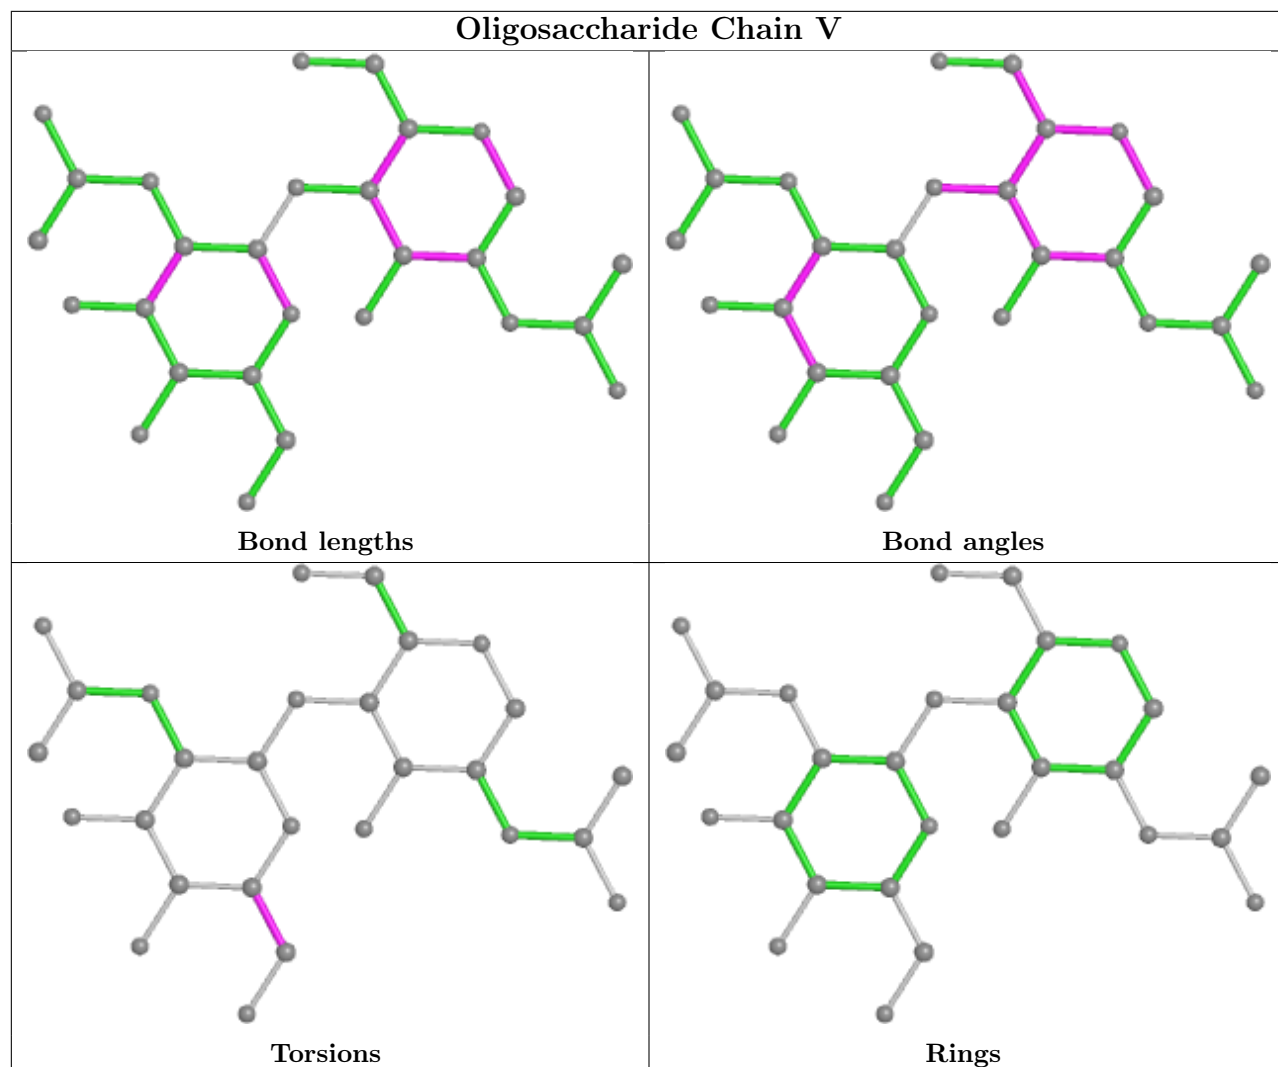 Oligosaccharide Chain V
Bond lengths
Bond angles
Torsions
Rings